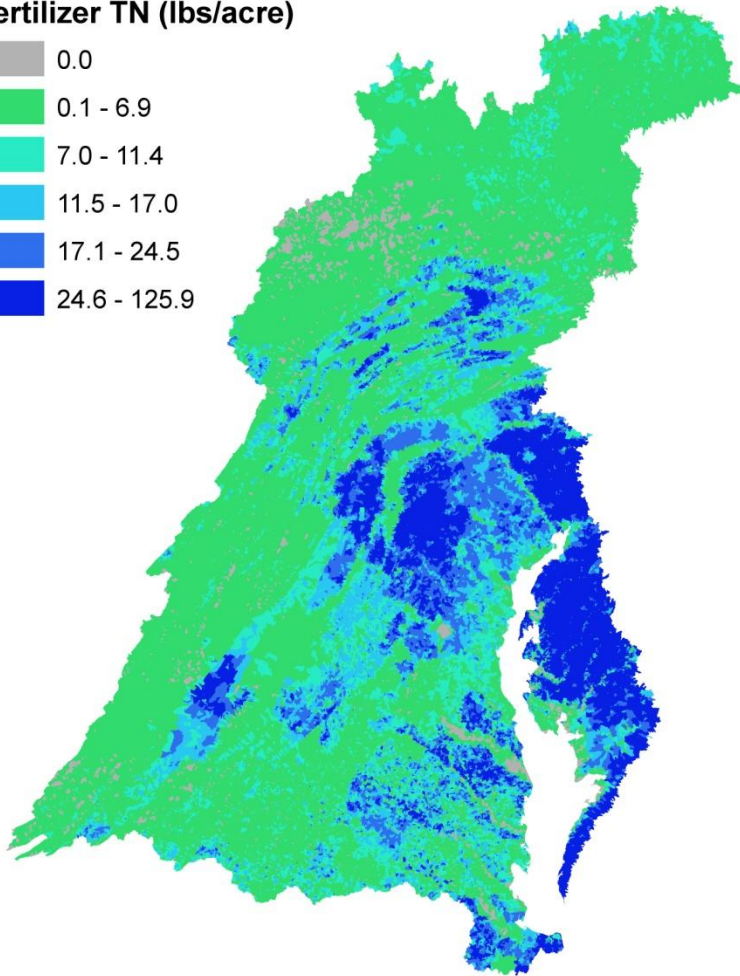 ertilizer TN (lbs/acre)
0.0
0.1 - 6.9
7.0 - 11.4
11.5 - 17.0
17.1 - 24.5
24.6 - 125.9